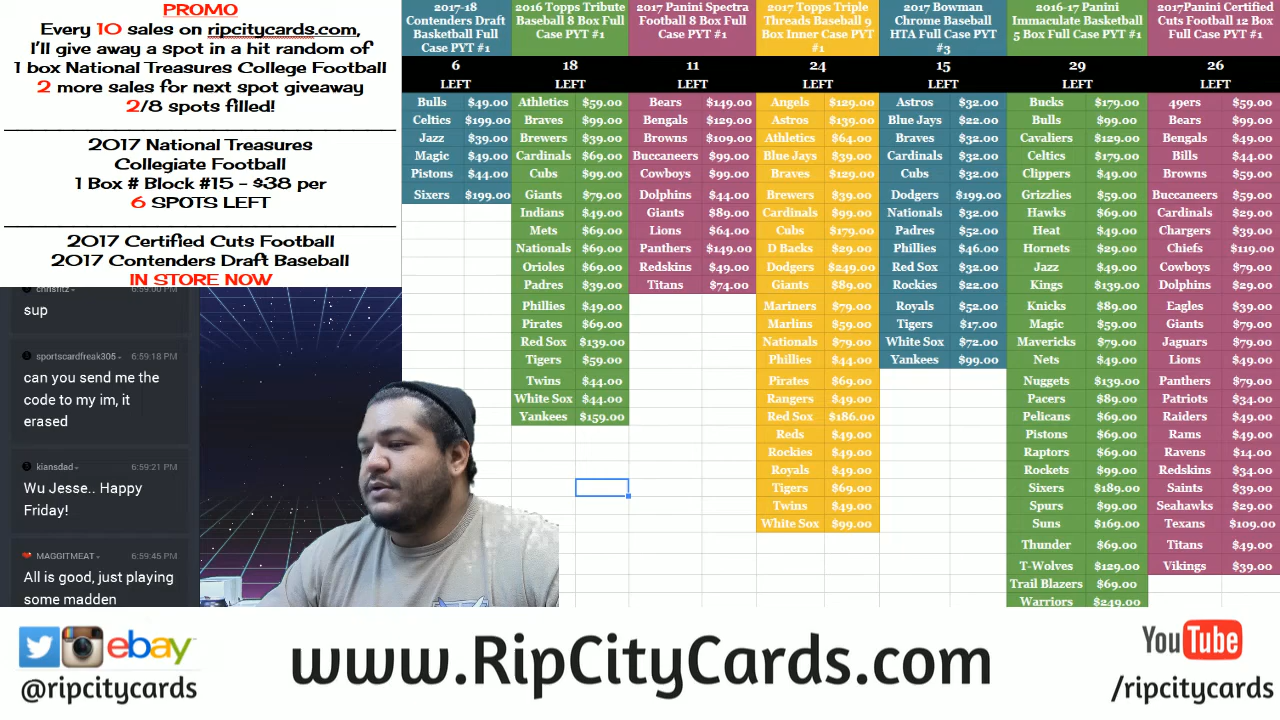 PROMO
Every 10 sales on ripcitycards.com,
I'll give away a spot in a hit random of
1 box National Treasures College Football
2 more sales for next spot giveaway
2/8 spots filled!
2017 National Treasures
Collegiate Football
1 Box # Block #15 - $38 per
6 SPOTS LEFT
2017 Certified Cuts Football
2017 Contenders Draft Baseball
IN STORE NOW
chrisfitz 6:59:00 PM
sup
sportscardfreak305 6:59:18 PM
can you send me the
code to my im, it
erased
kiansdad 6:59:21 PM
Wu Jesse.. Happy
Friday!
MAGGITMEAT 6:59:45 PM
All is good, just playing
some madden
2017-18
Contenders Draft
Basketball Full
Case PYT #1
6
LEFT
Bulls $49.00
Celtics $199.00
Jazz $39.00
Magic $49.00
Pistons $44.00
Sixers $199.00
2016 Topps Tribute
Baseball 8 Box Full
Case PYT #1
18
LEFT
Athletics $59.00
Braves $99.00
Brewers $39.00
Cardinals $69.00
Cubs $99.00
Giants $79.00
Indians $49.00
Mets $69.00
Nationals $69.00
Orioles $69.00
Padres $39.00
Phillies $49.00
Pirates $69.00
Red Sox $139.00
Tigers $59.00
Twins $44.00
White Sox $44.00
Yankees $159.00
2017 Panini Spectra
Football 8 Box Full
Case PYT #1
11
LEFT
Bears $149.00
Bengals $129.00
Browns $109.00
Buccaneers $99.00
Cowboys $99.00
Dolphins $44.00
Giants $89.00
Lions $64.00
Panthers $149.00
Redskins $49.00
Titans $74.00
2017 Topps Triple
Threads Baseball 9
Box Inner Case PYT
#1
24
LEFT
Angels $129.00
Astros $139.00
Athletics $64.00
Blue Jays $39.00
Braves $129.00
Brewers $39.00
Cardinals $99.00
Cubs $179.00
D Backs $29.00
Dodgers $249.00
Giants $89.00
Mariners $79.00
Marlins $59.00
Nationals $79.00
Phillies $44.00
Pirates $69.00
Rangers $49.00
Red Sox $186.00
Reds $49.00
Rockies $49.00
Royals $49.00
Tigers $69.00
Twins $49.00
White Sox $99.00
2017 Bowman
Chrome Baseball
HTA Full Case PYT
#3
15
LEFT
Astros $32.00
Blue Jays $22.00
Braves $32.00
Cardinals $32.00
Cubs $32.00
Dodgers $199.00
Nationals $32.00
Padres $52.00
Phillies $46.00
Red Sox $32.00
Rockies $22.00
Royals $52.00
Tigers $17.00
White Sox $72.00
Yankees $99.00
2016-17 Panini
Immaculate Basketball
5 Box Full Case PYT #1
29
LEFT
Bucks $179.00
Bulls $99.00
Cavaliers $129.00
Celtics $179.00
Clippers $49.00
Grizzlies $59.00
Hawks $69.00
Heat $49.00
Hornets $29.00
Jazz $49.00
Kings $139.00
Knicks $89.00
Magic $59.00
Mavericks $79.00
Nets $49.00
Nuggets $139.00
Pacers $89.00
Pelicans $69.00
Pistons $69.00
Raptors $69.00
Rockets $99.00
Sixers $189.00
Spurs $99.00
Suns $169.00
Thunder $69.00
T-Wolves $129.00
Trail Blazers $69.00
Warriors $249.00
2017Panini Certified
Cuts Football 12 Box
Full Case PYT #1
26
LEFT
49ers $59.00
Bears $99.00
Bengals $49.00
Bills $44.00
Browns $59.00
Buccaneers $59.00
Cardinals $29.00
Chargers $39.00
Chiefs $119.00
Cowboys $79.00
Dolphins $29.00
Eagles $39.00
Giants $79.00
Jaguars $79.00
Lions $49.00
Panthers $79.00
Patriots $34.00
Raiders $49.00
Rams $49.00
Ravens $14.00
Redskins $34.00
Saints $39.00
Seahawks $29.00
Texans $109.00
Titans $49.00
Vikings $39.00
ebay
@ripcitycards
www.RipCityCards.com
YouTube
/ripcitycards